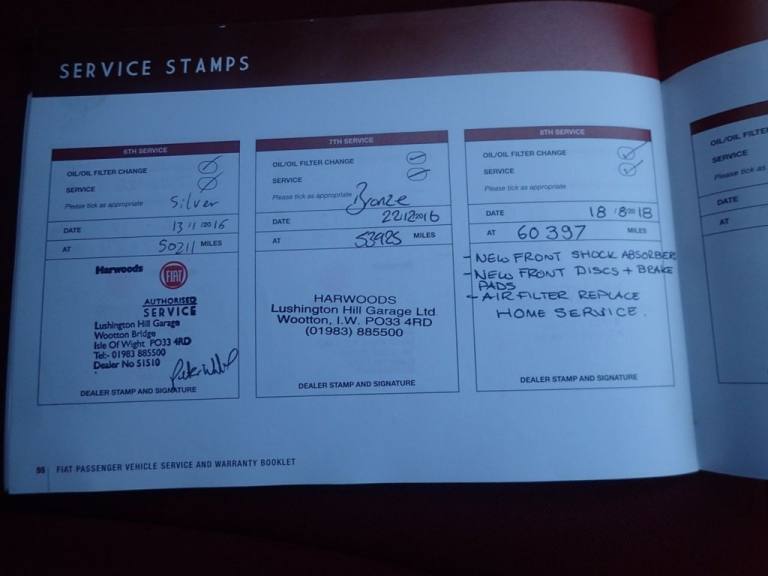 SERVICE STAMPS
6TH SERVICE
OIL/OIL FILTER CHANGE
SERVICE
Please tick as appropriate Silver
DATE 13/1/2016
AT 50211 MILES
Harwoods
FIAT
AUTHORISED
SERVICE
Lushington Hill Garage
Wootton Bridge
Isle Of Wight PO33 4RD
Tel:- 01983 885500
Dealer No 51510
DEALER STAMP AND SIGNATURE
7TH SERVICE
OIL/OIL FILTER CHANGE
SERVICE
Please tick as appropriate Bronze
DATE 22/12/2016
AT 53925 MILES
HARWOODS
Lushington Hill Garage Ltd
Wootton, I.W. PO33 4RD
(01983) 885500
DEALER STAMP AND SIGNATURE
8TH SERVICE
OIL/OIL FILTER CHANGE
SERVICE
Please tick as appropriate
DATE 18/8/2018
AT 60397 MILES
- NEW FRONT SHOCK ABSORBER
- NEW FRONT DISCS + BRAKE
PADS
- AIR FILTER REPLACE
HOME SERVICE.
DEALER STAMP AND SIGNATURE
OIL/OIL FILTE
SERVICE
Please tick as
DATE
AT
FIAT PASSENGER VEHICLE SERVICE AND WARRANTY BOOKLET